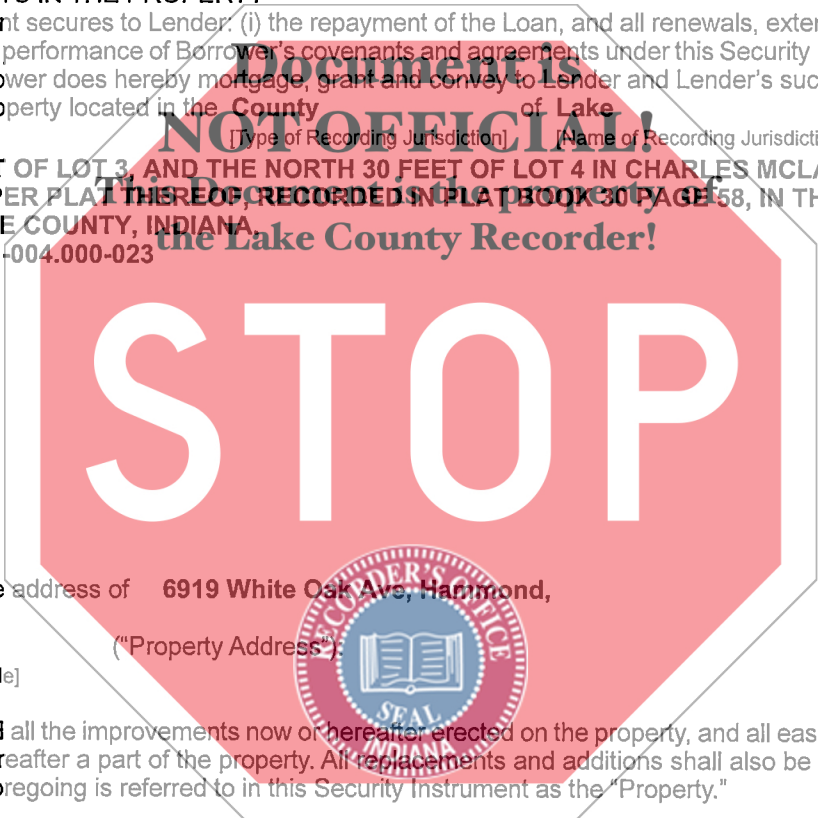 nt secures to Lender: (i) the repayment of the Loan, and all renewals, exten
performance of Borrower's covenants and agreements under this Security
ower does hereby mortgage, grant and convey to Lender and Lender's suc
operty located in the County of Lake
[Type of Recording Jurisdiction] [Name of Recording Jurisdicti
T OF LOT 3, AND THE NORTH 30 FEET OF LOT 4 IN CHARLES MCLA
PER PLAT THEREOF, RECORDED IN PLAT BOOK 30 PAGE 58, IN TH
E COUNTY, INDIANA.
-004.000-023
Document is
NOT OFFICIAL!
This Document is the property of
the Lake County Recorder!
STOP
e address of 6919 White Oak Ave, Hammond,
("Property Address"):
e]
RECORDER'S OFFICE
SEAL
INDIANA
all the improvements now or hereafter erected on the property, and all eas
reafter a part of the property. All replacements and additions shall also be
oregoing is referred to in this Security Instrument as the "Property."